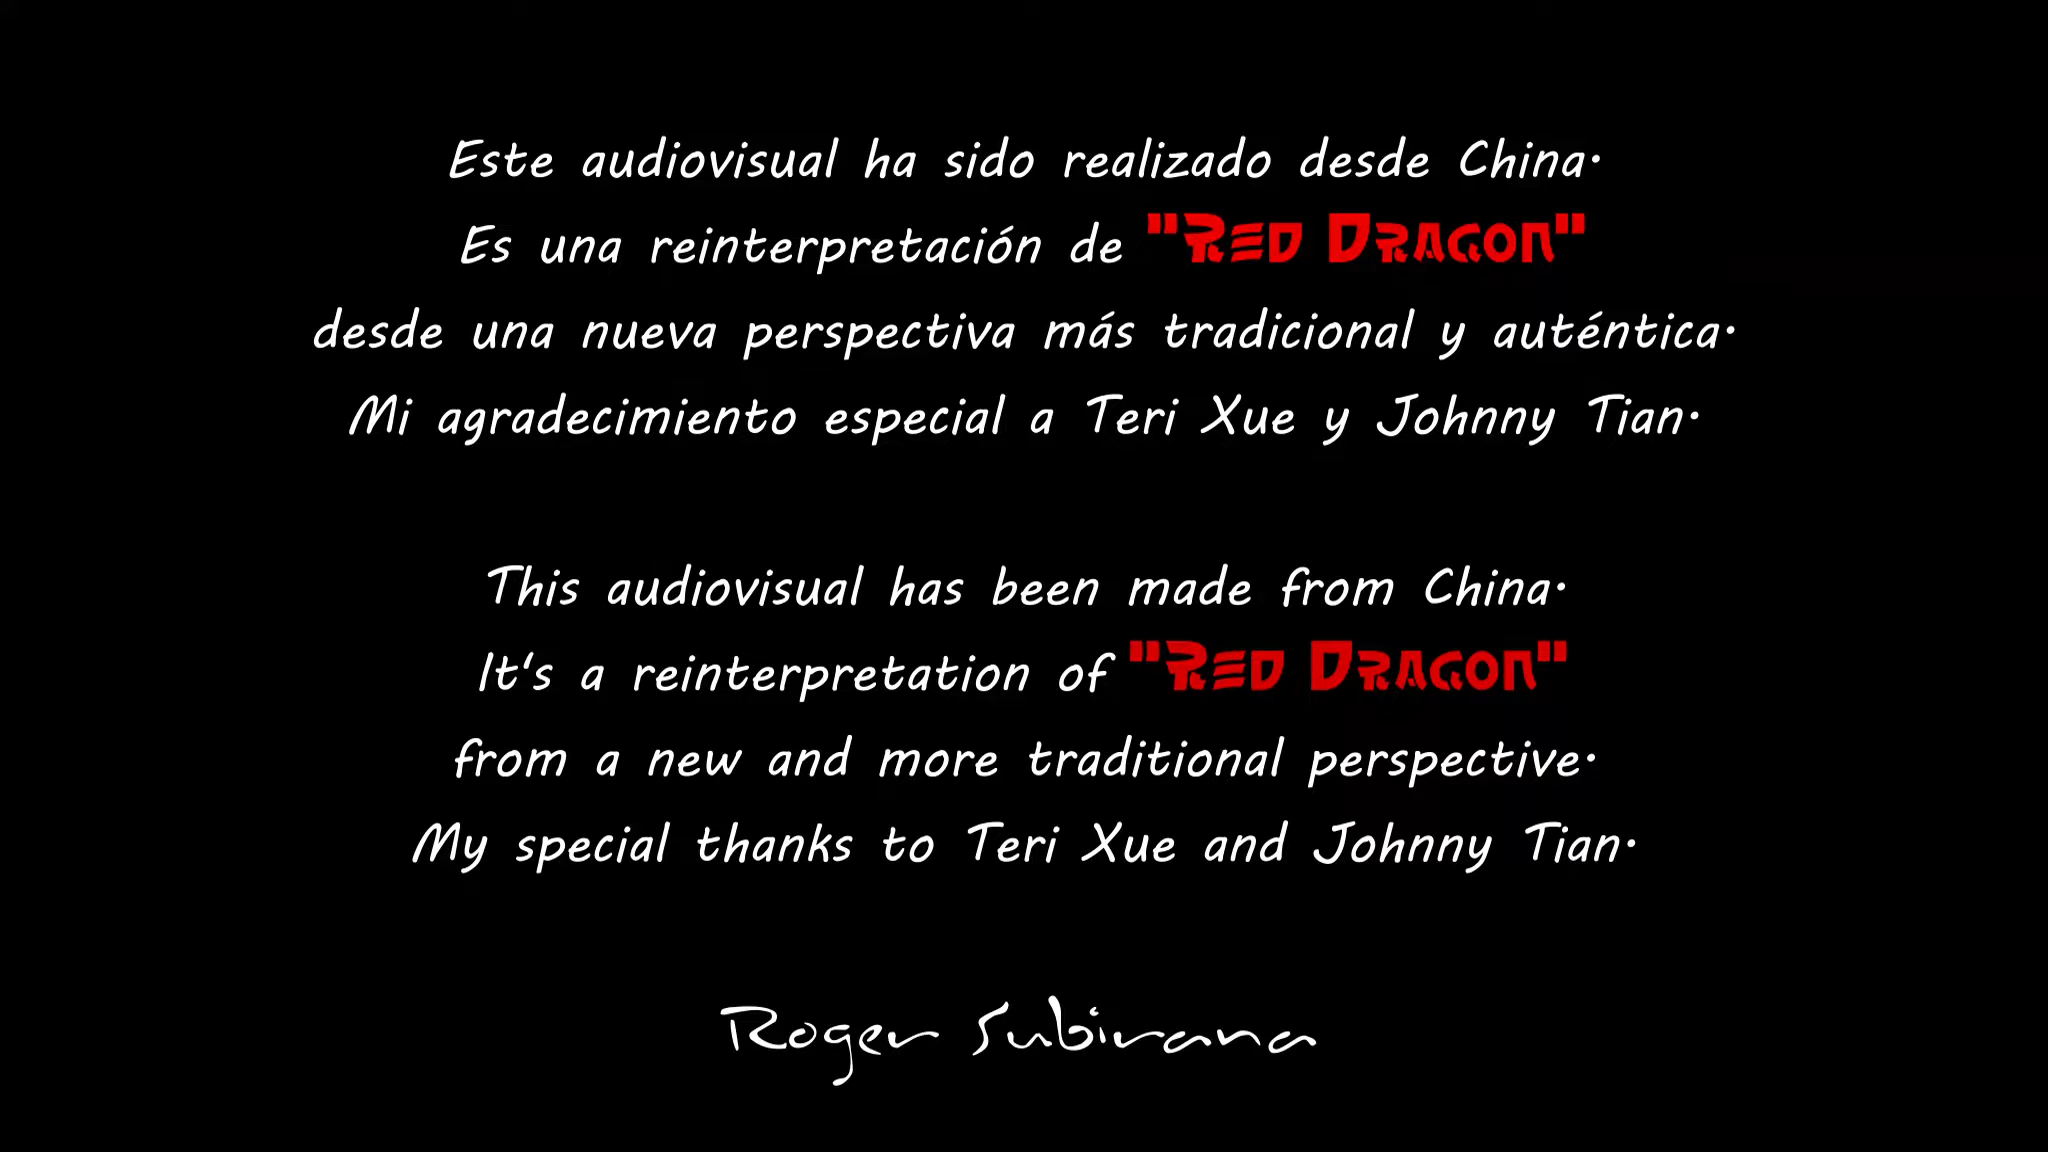 Este audiovisual ha sido realizado desde China.
Es una reinterpretación de "RED DRAGON"
desde una nueva perspectiva más tradicional y auténtica.
Mi agradecimiento especial a Teri Xue y Johnny Tian.
This audiovisual has been made from China.
It's a reinterpretation of "RED DRAGON"
from a new and more traditional perspective.
My special thanks to Teri Xue and Johnny Tian.
Roger Subirana